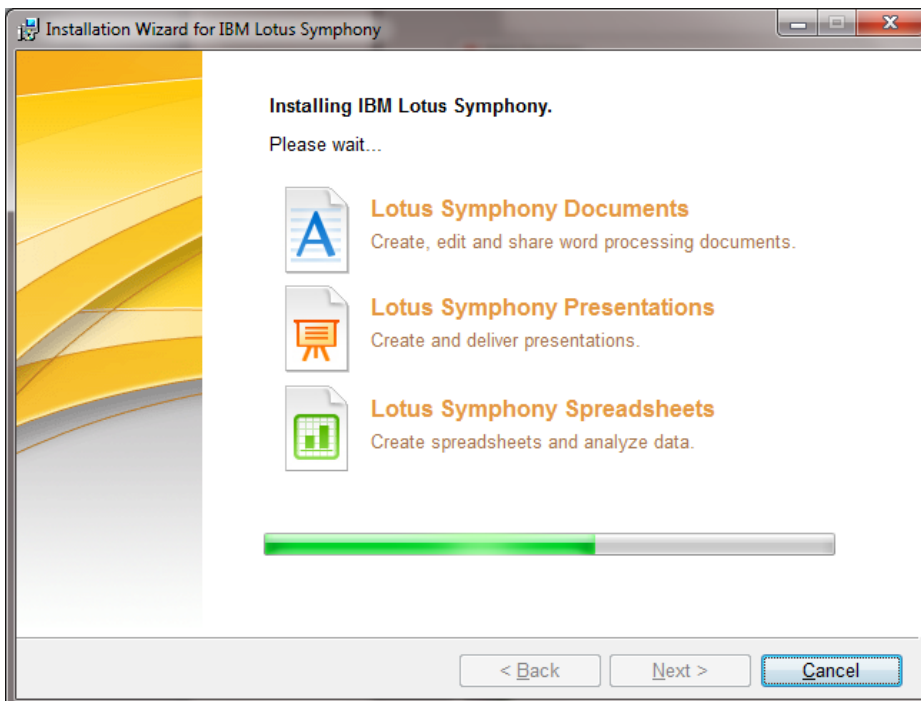 Installation Wizard for IBM Lotus Symphony
Installing IBM Lotus Symphony.
Please wait...
Lotus Symphony Documents
Create, edit and share word processing documents.
Lotus Symphony Presentations
Create and deliver presentations.
Lotus Symphony Spreadsheets
Create spreadsheets and analyze data.
< Back Next > Cancel